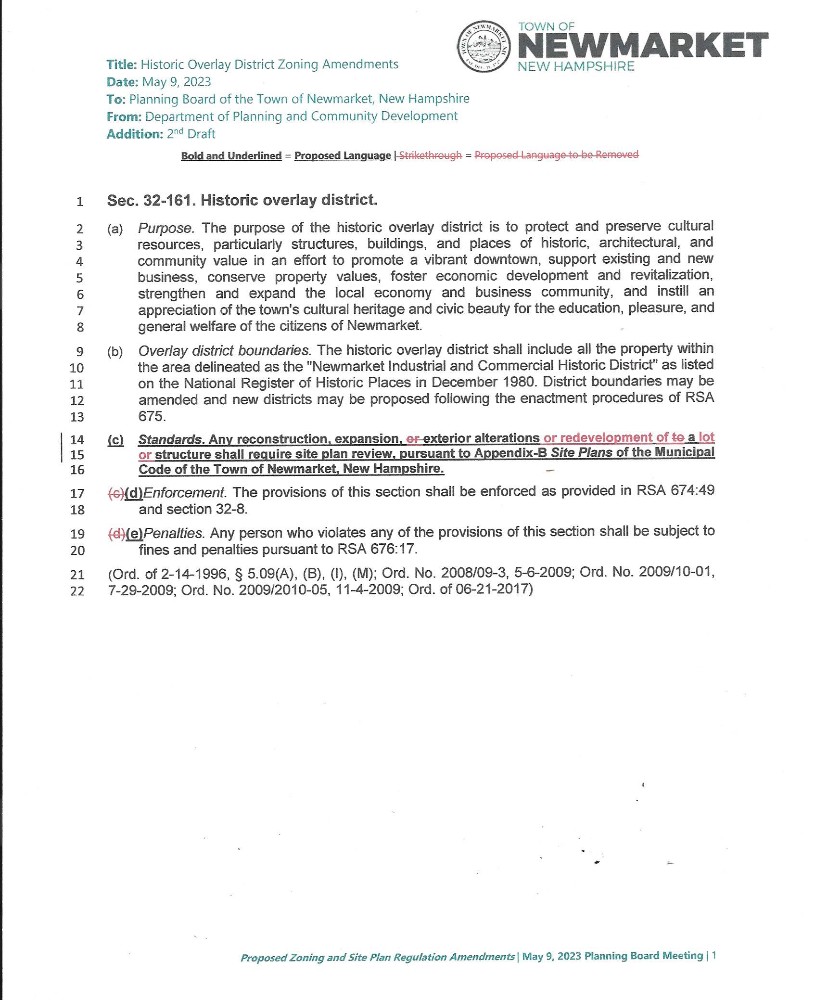 TOWN OF NEWMARKET, NH
EST. DEC. 15, 1727
TOWN OF
NEWMARKET
NEW HAMPSHIRE
Title: Historic Overlay District Zoning Amendments
Date: May 9, 2023
To: Planning Board of the Town of Newmarket, New Hampshire
From: Department of Planning and Community Development
Addition: 2nd Draft
Bold and Underlined = Proposed Language | Strikethrough = Proposed Language to be Removed
1 Sec. 32-161. Historic overlay district.
2 (a) Purpose. The purpose of the historic overlay district is to protect and preserve cultural
3 resources, particularly structures, buildings, and places of historic, architectural, and
4 community value in an effort to promote a vibrant downtown, support existing and new
5 business, conserve property values, foster economic development and revitalization,
6 strengthen and expand the local economy and business community, and instill an
7 appreciation of the town's cultural heritage and civic beauty for the education, pleasure, and
8 general welfare of the citizens of Newmarket.
9 (b) Overlay district boundaries. The historic overlay district shall include all the property within
10 the area delineated as the "Newmarket Industrial and Commercial Historic District" as listed
11 on the National Register of Historic Places in December 1980. District boundaries may be
12 amended and new districts may be proposed following the enactment procedures of RSA
13 675.
14 (c) Standards. Any reconstruction, expansion, or exterior alterations or redevelopment of to a lot
15 or structure shall require site plan review, pursuant to Appendix-B Site Plans of the Municipal
16 Code of the Town of Newmarket, New Hampshire.
17 (c)(d)Enforcement. The provisions of this section shall be enforced as provided in RSA 674:49
18 and section 32-8.
19 (d)(e)Penalties. Any person who violates any of the provisions of this section shall be subject to
20 fines and penalties pursuant to RSA 676:17.
21 (Ord. of 2-14-1996, § 5.09(A), (B), (I), (M); Ord. No. 2008/09-3, 5-6-2009; Ord. No. 2009/10-01,
22 7-29-2009; Ord. No. 2009/2010-05, 11-4-2009; Ord. of 06-21-2017)
Proposed Zoning and Site Plan Regulation Amendments| May 9, 2023 Planning Board Meeting | 1